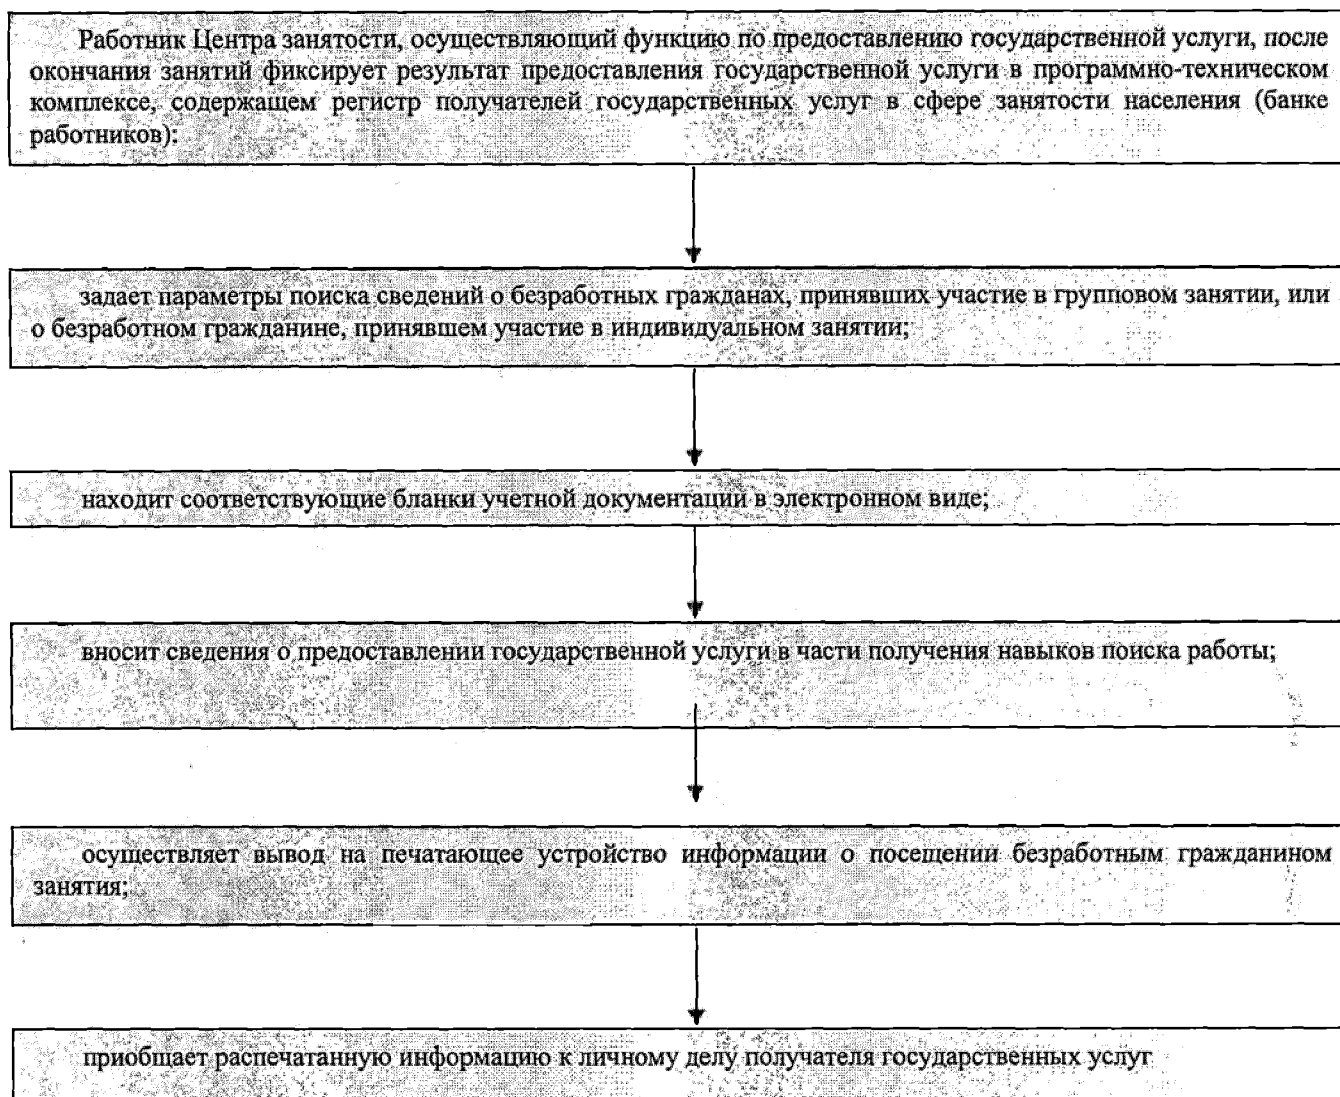 Работник Центра занятости, осуществляющий функцию по предоставлению государственной услуги, после
окончания занятий фиксирует результат предоставления государственной услуги в программно-техническом
комплексе, содержащем регистр получателей государственных услуг в сфере занятости населения (банке
работников):
задает параметры поиска сведений о безработных гражданах, принявших участие в групповом занятии, или
о безработном гражданине, принявшем участие в индивидуальном занятии;
находит соответствующие бланки учетной документации в электронном виде;
вносит сведения о предоставлении государственной услуги в части получения навыков поиска работы;
осуществляет вывод на печатающее устройство информации о посещении безработным гражданином
занятия;
приобщает распечатанную информацию к личному делу получателя государственных услуг